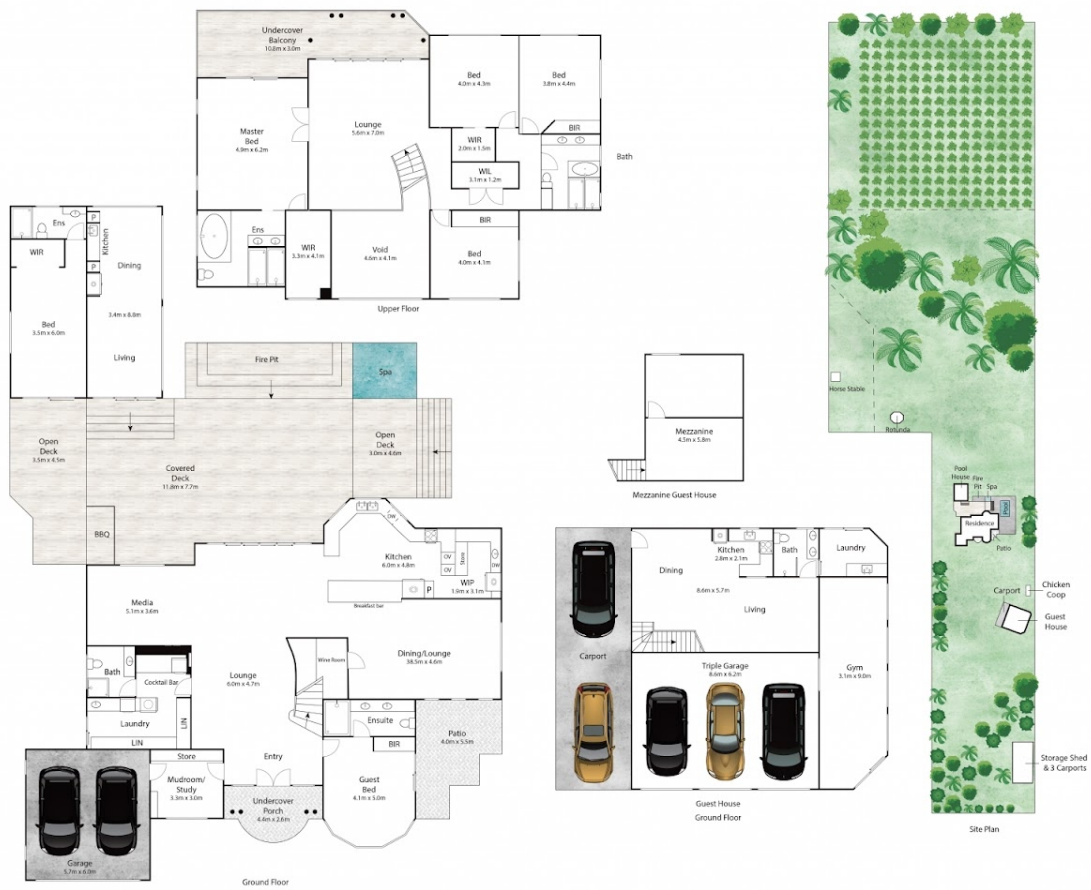 Undercover
Balcony
10.8m x 3.0m
Bed
4.0m x 4.3m
Bed
3.8m x 4.4m
Master
Bed
4.9m x 6.2m
Lounge
5.6m x 7.0m
WIR
2.0m x 1.5m
BIR
WIL
3.1m x 1.2m
Bath
Ens
WIR
3.3m x 4.1m
Void
4.6m x 4.1m
BIR
Bed
4.0m x 4.1m
Upper Floor
Ens
P
Kitchen
WIR
P
Dining
Bed
3.5m x 6.0m
3.4m x 8.8m
Living
Fire Pit
Spa
Open
Deck
3.5m x 4.5m
Covered
Deck
11.8m x 7.7m
Open
Deck
3.0m x 4.6m
BBQ
DW
Kitchen
6.0m x 4.8m
OV
OV
Store
DW
WIP
1.9m x 3.1m
P
Breakfast bar
Media
5.1m x 3.6m
Bath
Cocktail Bar
Lounge
6.0m x 4.7m
Wine Room
Dining/Lounge
38.5m x 4.6m
Laundry
LIN
LIN
Ensuite
BIR
Patio
4.0m x 5.5m
Store
Entry
Mudroom/
Study
3.3m x 3.0m
Undercover
Porch
4.4m x 2.6m
Guest
Bed
4.1m x 5.0m
Garage
5.7m x 6.0m
Ground Floor
Mezzanine
4.5m x 5.8m
Mezzanine Guest House
Kitchen
2.8m x 2.1m
Bath
Laundry
Dining
8.6m x 5.7m
Living
Carport
Triple Garage
8.6m x 6.2m
Gym
3.1m x 9.0m
Guest House
Ground Floor
Horse Stable
Rotunda
Pool
House
Fire
Pit
Spa
Pool
Residence
Patio
Carport
Chicken
Coop
Guest
House
Storage Shed
& 3 Carports
Site Plan